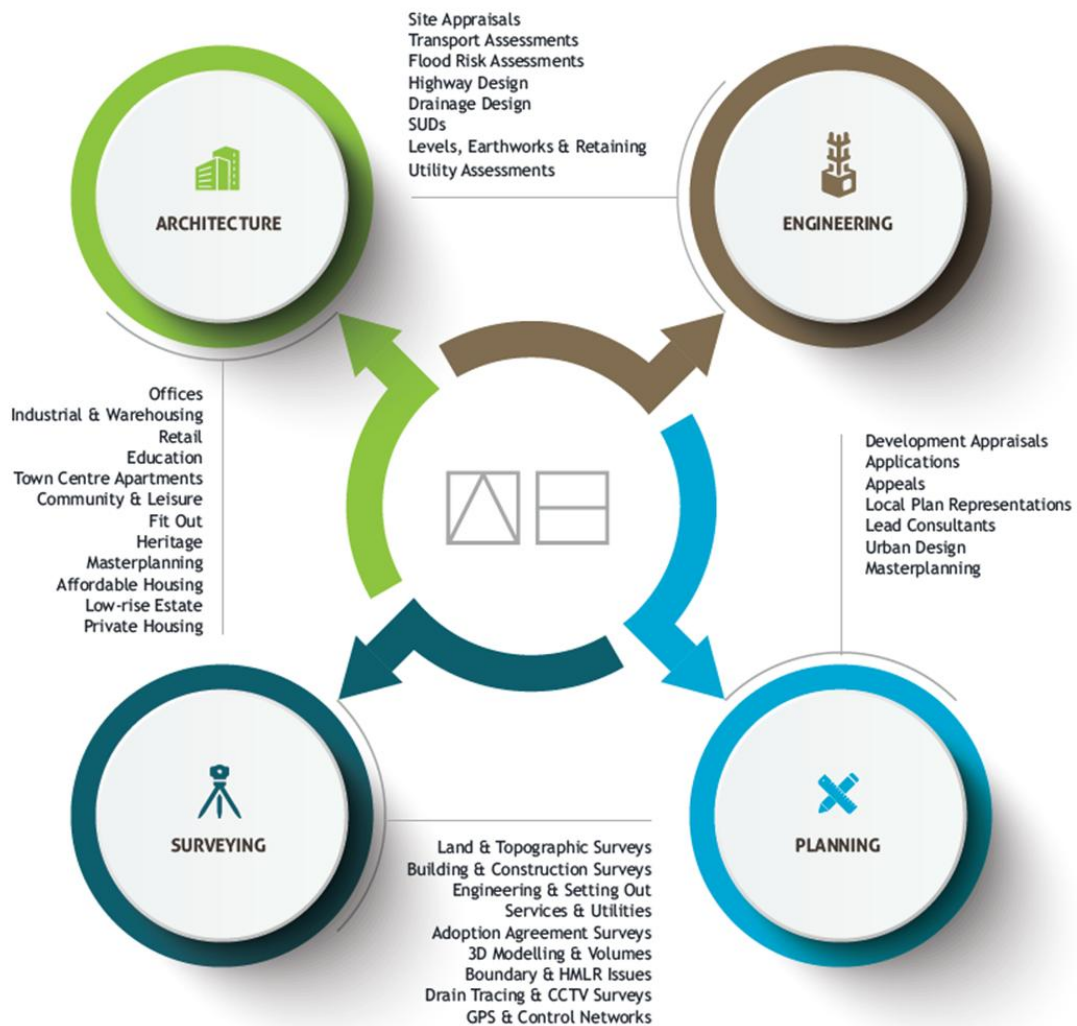 Site Appraisals
Transport Assessments
Flood Risk Assessments
Highway Design
Drainage Design
SUDs
Levels, Earthworks & Retaining
Utility Assessments
ARCHITECTURE
ENGINEERING
Offices
Industrial & Warehousing
Retail
Education
Town Centre Apartments
Community & Leisure
Fit Out
Heritage
Masterplanning
Affordable Housing
Low-rise Estate
Private Housing
Development Appraisals
Applications
Appeals
Local Plan Representations
Lead Consultants
Urban Design
Masterplanning
SURVEYING
PLANNING
Land & Topographic Surveys
Building & Construction Surveys
Engineering & Setting Out
Services & Utilities
Adoption Agreement Surveys
3D Modelling & Volumes
Boundary & HMLR Issues
Drain Tracing & CCTV Surveys
GPS & Control Networks